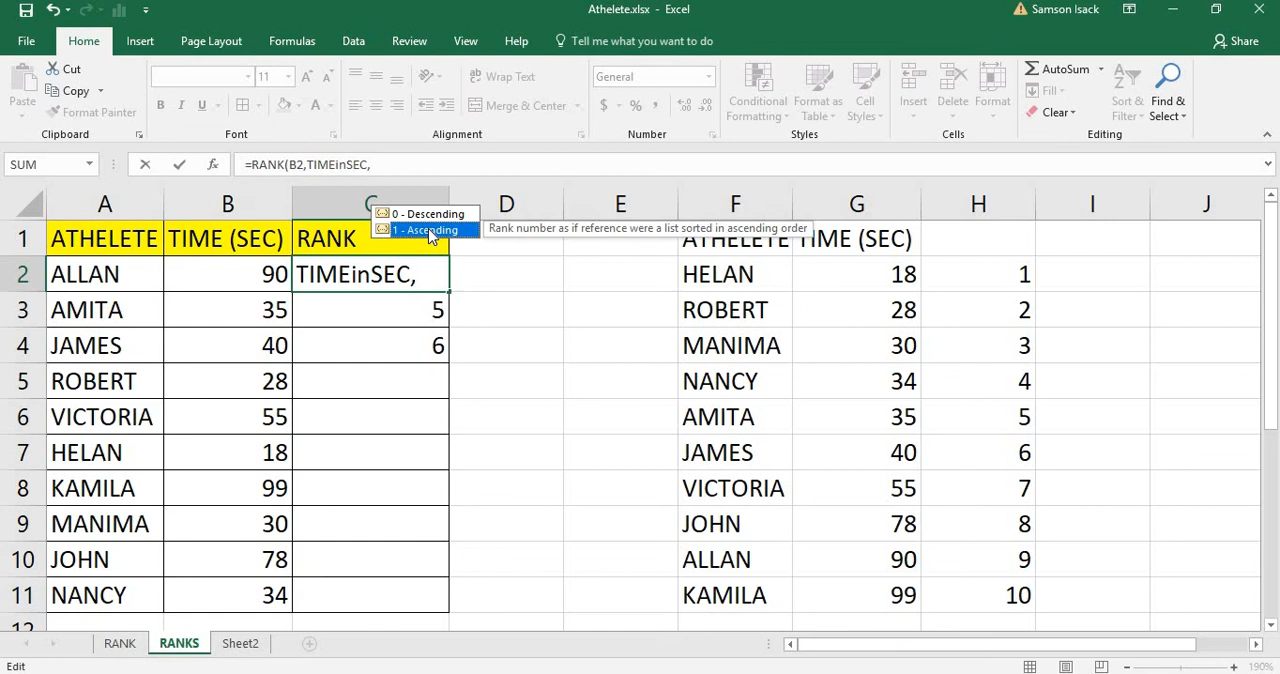 Athelete.xlsx - Excel
Samson Isack
File Home Insert Page Layout Formulas Data Review View Help Tell me what you want to do Share
Paste
Cut
Copy
Format Painter
Clipboard
11 A A
B I U A
Font
Wrap Text
Merge & Center
Alignment
General
$ % ,
Number
Conditional Formatting
Format as Table
Cell Styles
Styles
Insert Delete Format
Cells
AutoSum
Fill
Clear
Sort & Filter
Find & Select
Editing
SUM fx =RANK(B2,TIMEinSEC,
A B C D E F G H I J
0 - Descending
1 - Ascending Rank number as if reference were a list sorted in ascending order
1 ATHELETE TIME (SEC) RANK ATHELETE TIME (SEC)
2 ALLAN 90 TIMEinSEC, HELAN 18 1
3 AMITA 35 5 ROBERT 28 2
4 JAMES 40 6 MANIMA 30 3
5 ROBERT 28 NANCY 34 4
6 VICTORIA 55 AMITA 35 5
7 HELAN 18 JAMES 40 6
8 KAMILA 99 VICTORIA 55 7
9 MANIMA 30 JOHN 78 8
10 JOHN 78 ALLAN 90 9
11 NANCY 34 KAMILA 99 10
12
RANK RANKS Sheet2
Edit 190%